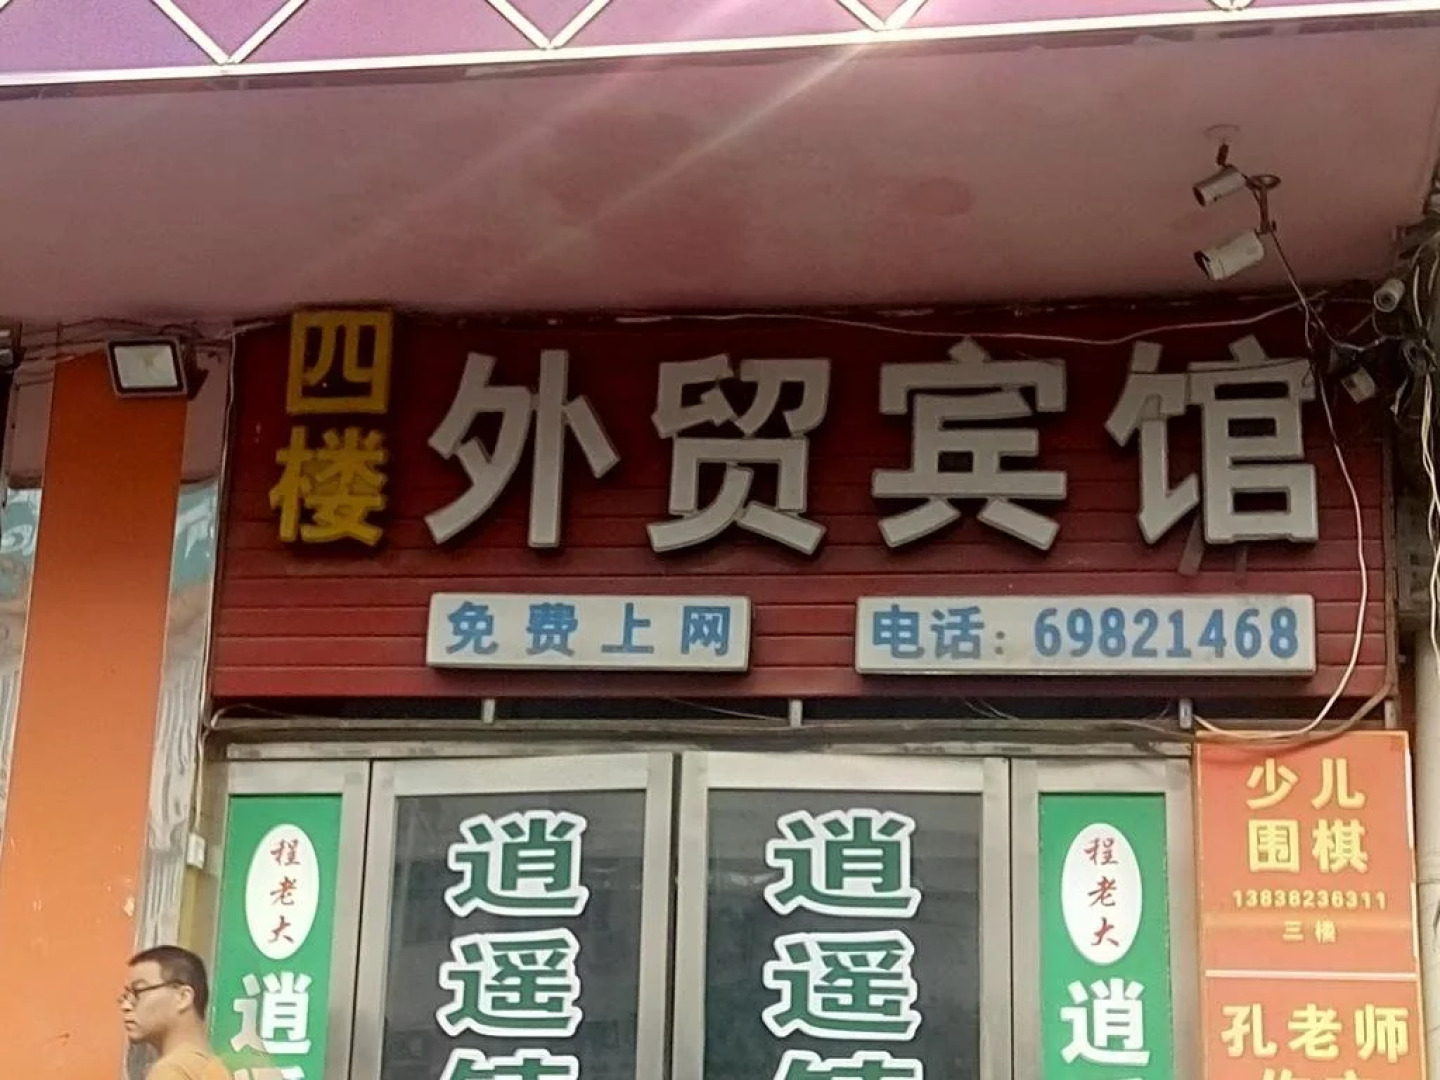 四楼
外贸宾馆
免费上网
电话：69821468
程老大
逍
逍遥
逍遥
程老大
逍
少儿
围棋
13838236311
三楼
孔老师